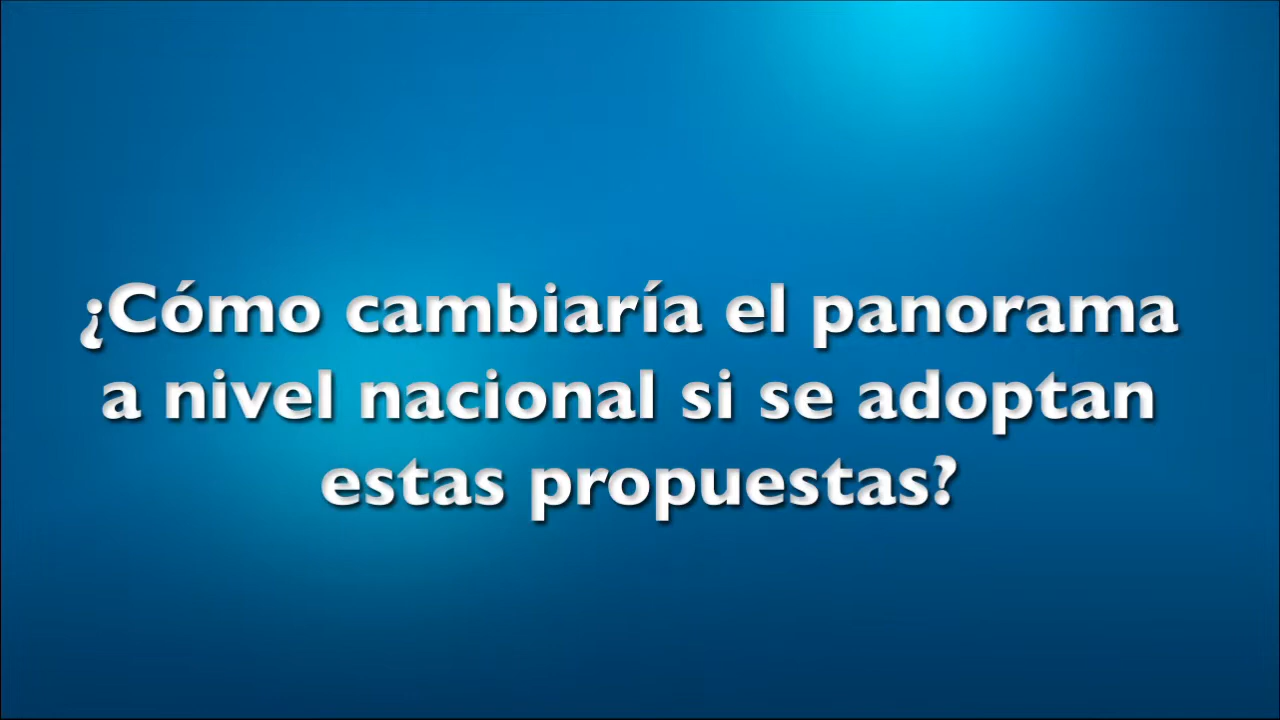 ¿Cómo cambiaría el panorama
a nivel nacional si se adoptan
estas propuestas?